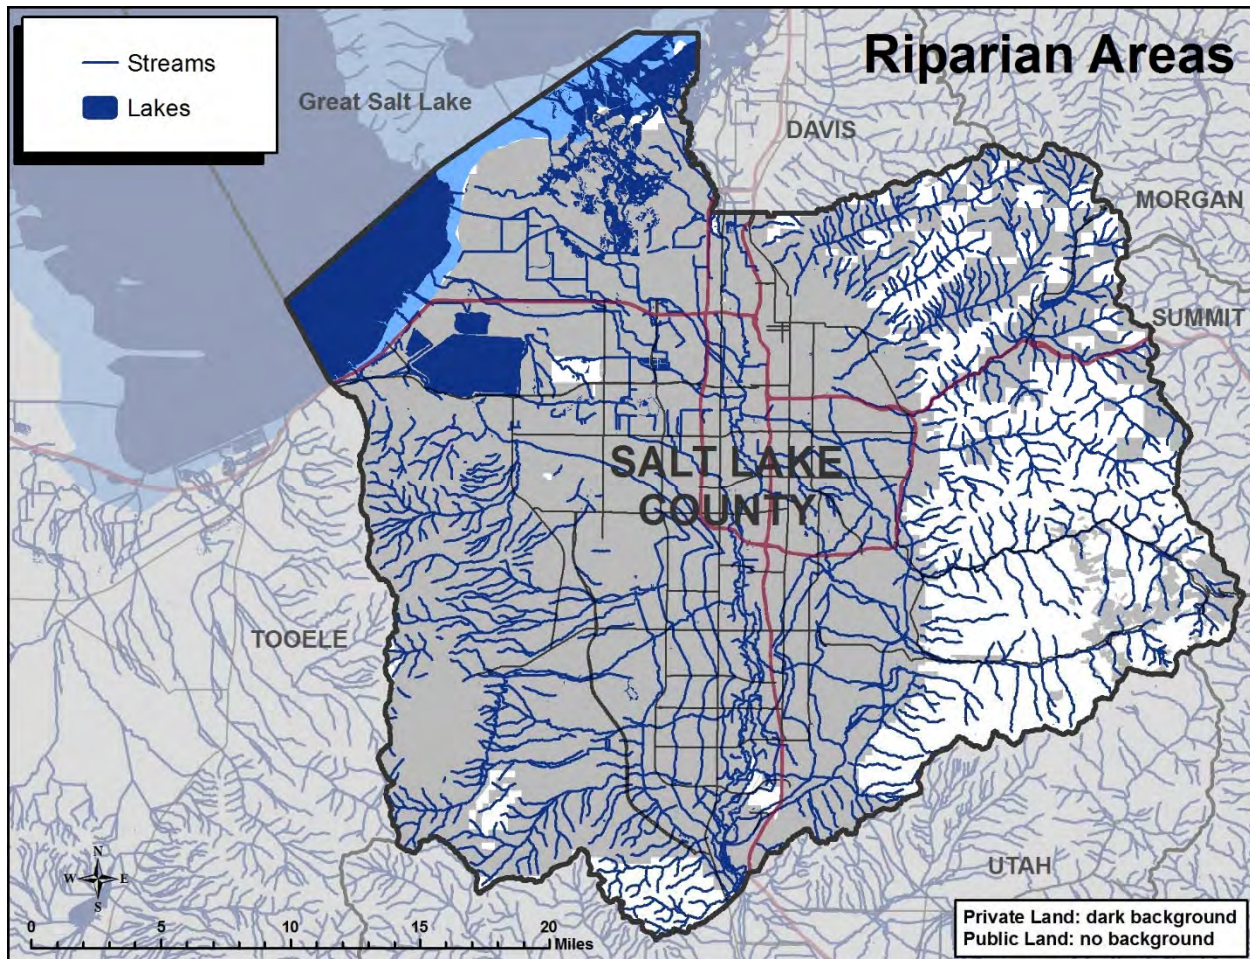 Riparian Areas
Streams
Lakes
Great Salt Lake
DAVIS
MORGAN
SUMMIT
SALT LAKE
COUNTY
TOOELE
UTAH
N
W
E
S
0
5
10
15
20
Miles
Private Land: dark background
Public Land: no background